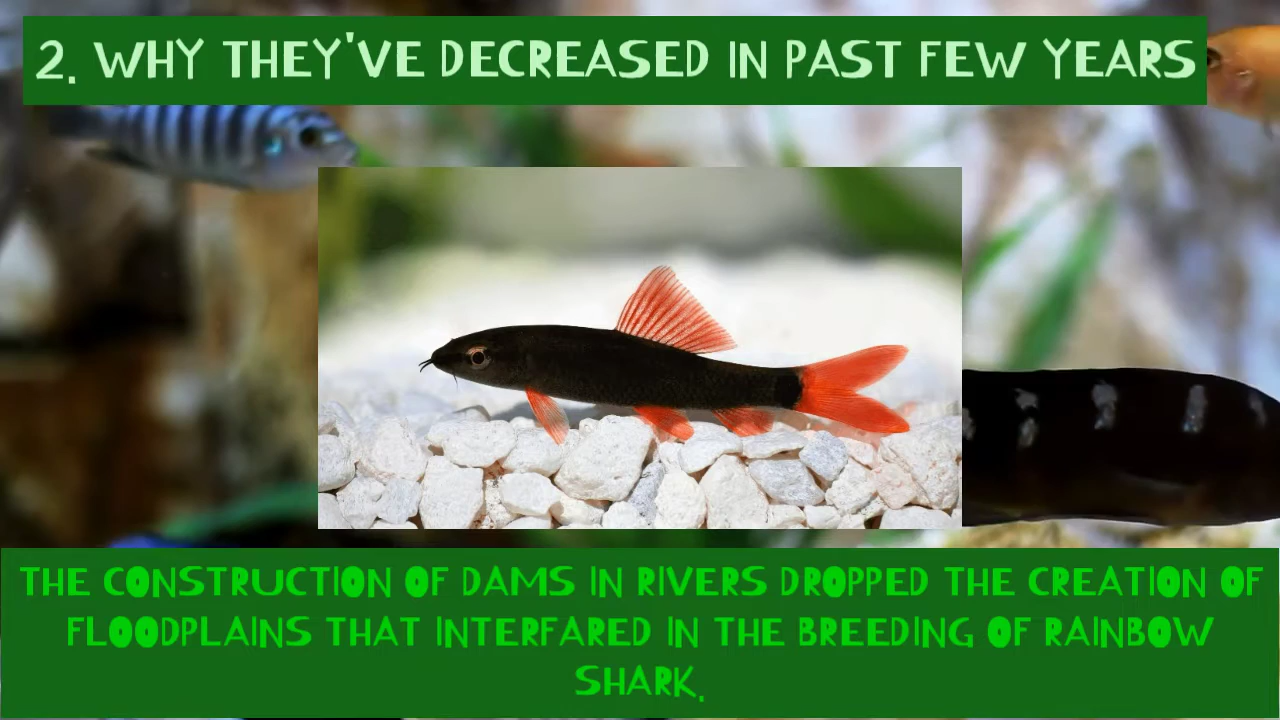 2. WHY THEY'VE DECREASED IN PAST FEW YEARS
THE CONSTRUCTION OF DAMS IN RIVERS DROPPED THE CREATION OF
FLOODPLAINS THAT INTERFARED IN THE BREEDING OF RAINBOW
SHARK.